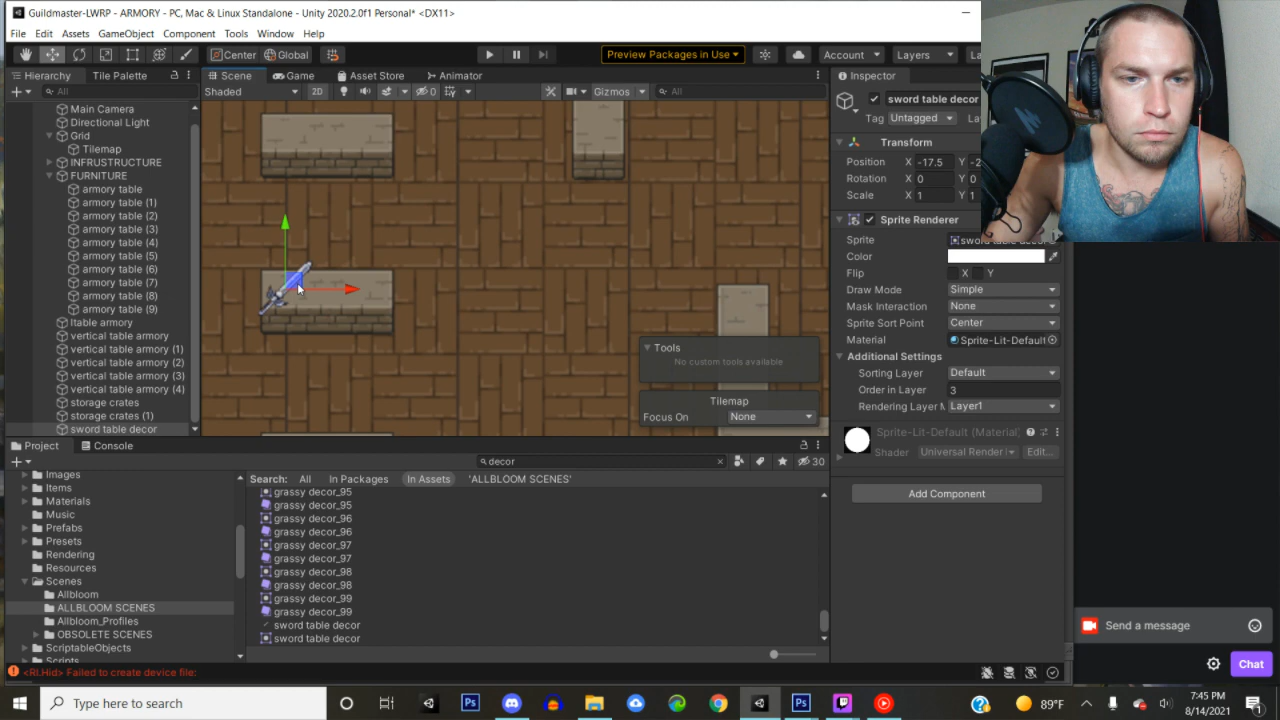 Guildmaster-LWRP - ARMORY - PC, Mac & Linux Standalone - Unity 2020.2.0f1 Personal* <DX11>
File Edit Assets GameObject Component Tools Window Help
Center Global Preview Packages in Use Account Layers La
Hierarchy Tile Palette Scene Game Asset Store Animator Inspector
All Shaded 2D 0 Gizmos All
sword table decor
Tag Untagged La
Main Camera
Directional Light
Grid
Tilemap
INFRUSTRUCTURE
FURNITURE
armory table
armory table (1)
armory table (2)
armory table (3)
armory table (4)
armory table (5)
armory table (6)
armory table (7)
armory table (8)
armory table (9)
ltable armory
vertical table armory
vertical table armory (1)
vertical table armory (2)
vertical table armory (3)
vertical table armory (4)
storage crates
storage crates (1)
sword table decor
Tools
No custom tools available
Tilemap
Focus On None
Transform
Position X -17.5 Y -2
Rotation X 0 Y 0
Scale X 1 Y 1
Sprite Renderer
Sprite
Color
Flip X Y
Draw Mode Simple
Mask Interaction None
Sprite Sort Point Center
Material Sprite-Lit-Default
Additional Settings
Sorting Layer Default
Order in Layer 3
Rendering Layer M Layer1
Sprite-Lit-Default (Material)
Shader Universal Render Edit...
Add Component
Project Console
decor 30
Search: All In Packages In Assets 'ALLBLOOM SCENES'
Images
Items
Materials
Music
Prefabs
Presets
Rendering
Resources
Scenes
Allbloom
ALLBLOOM SCENES
Allbloom_Profiles
OBSOLETE SCENES
ScriptableObjects
Scripts
grassy decor_95
grassy decor_95
grassy decor_96
grassy decor_96
grassy decor_97
grassy decor_97
grassy decor_98
grassy decor_98
grassy decor_99
grassy decor_99
sword table decor
sword table decor
<RI.Hid> Failed to create device file:
Send a message
Chat
Type here to search
Ps Ps
89°F
7:45 PM
8/14/2021
1